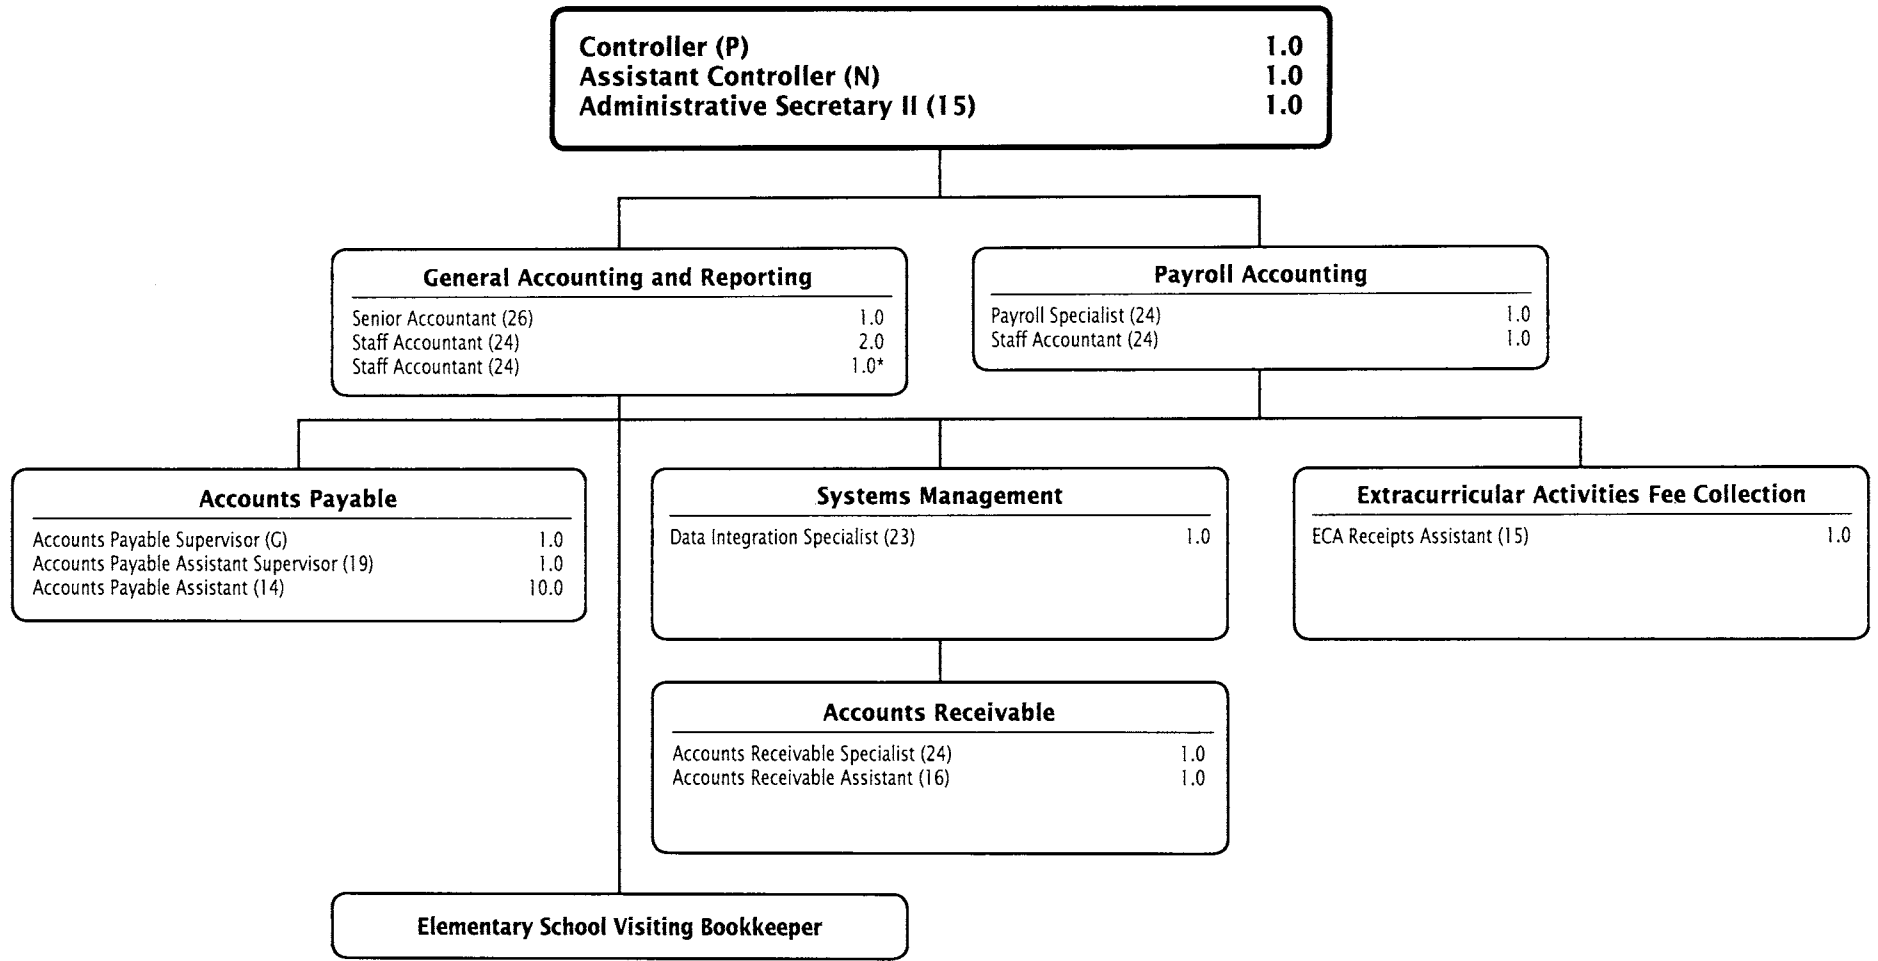 Controller (P) 1.0
Assistant Controller (N) 1.0
Administrative Secretary II (15) 1.0
General Accounting and Reporting
Senior Accountant (26) 1.0
Staff Accountant (24) 2.0
Staff Accountant (24) 1.0*
Payroll Accounting
Payroll Specialist (24) 1.0
Staff Accountant (24) 1.0
Accounts Payable
Accounts Payable Supervisor (G) 1.0
Accounts Payable Assistant Supervisor (19) 1.0
Accounts Payable Assistant (14) 10.0
Systems Management
Data Integration Specialist (23) 1.0
Extracurricular Activities Fee Collection
ECA Receipts Assistant (15) 1.0
Accounts Receivable
Accounts Receivable Specialist (24) 1.0
Accounts Receivable Assistant (16) 1.0
Elementary School Visiting Bookkeeper